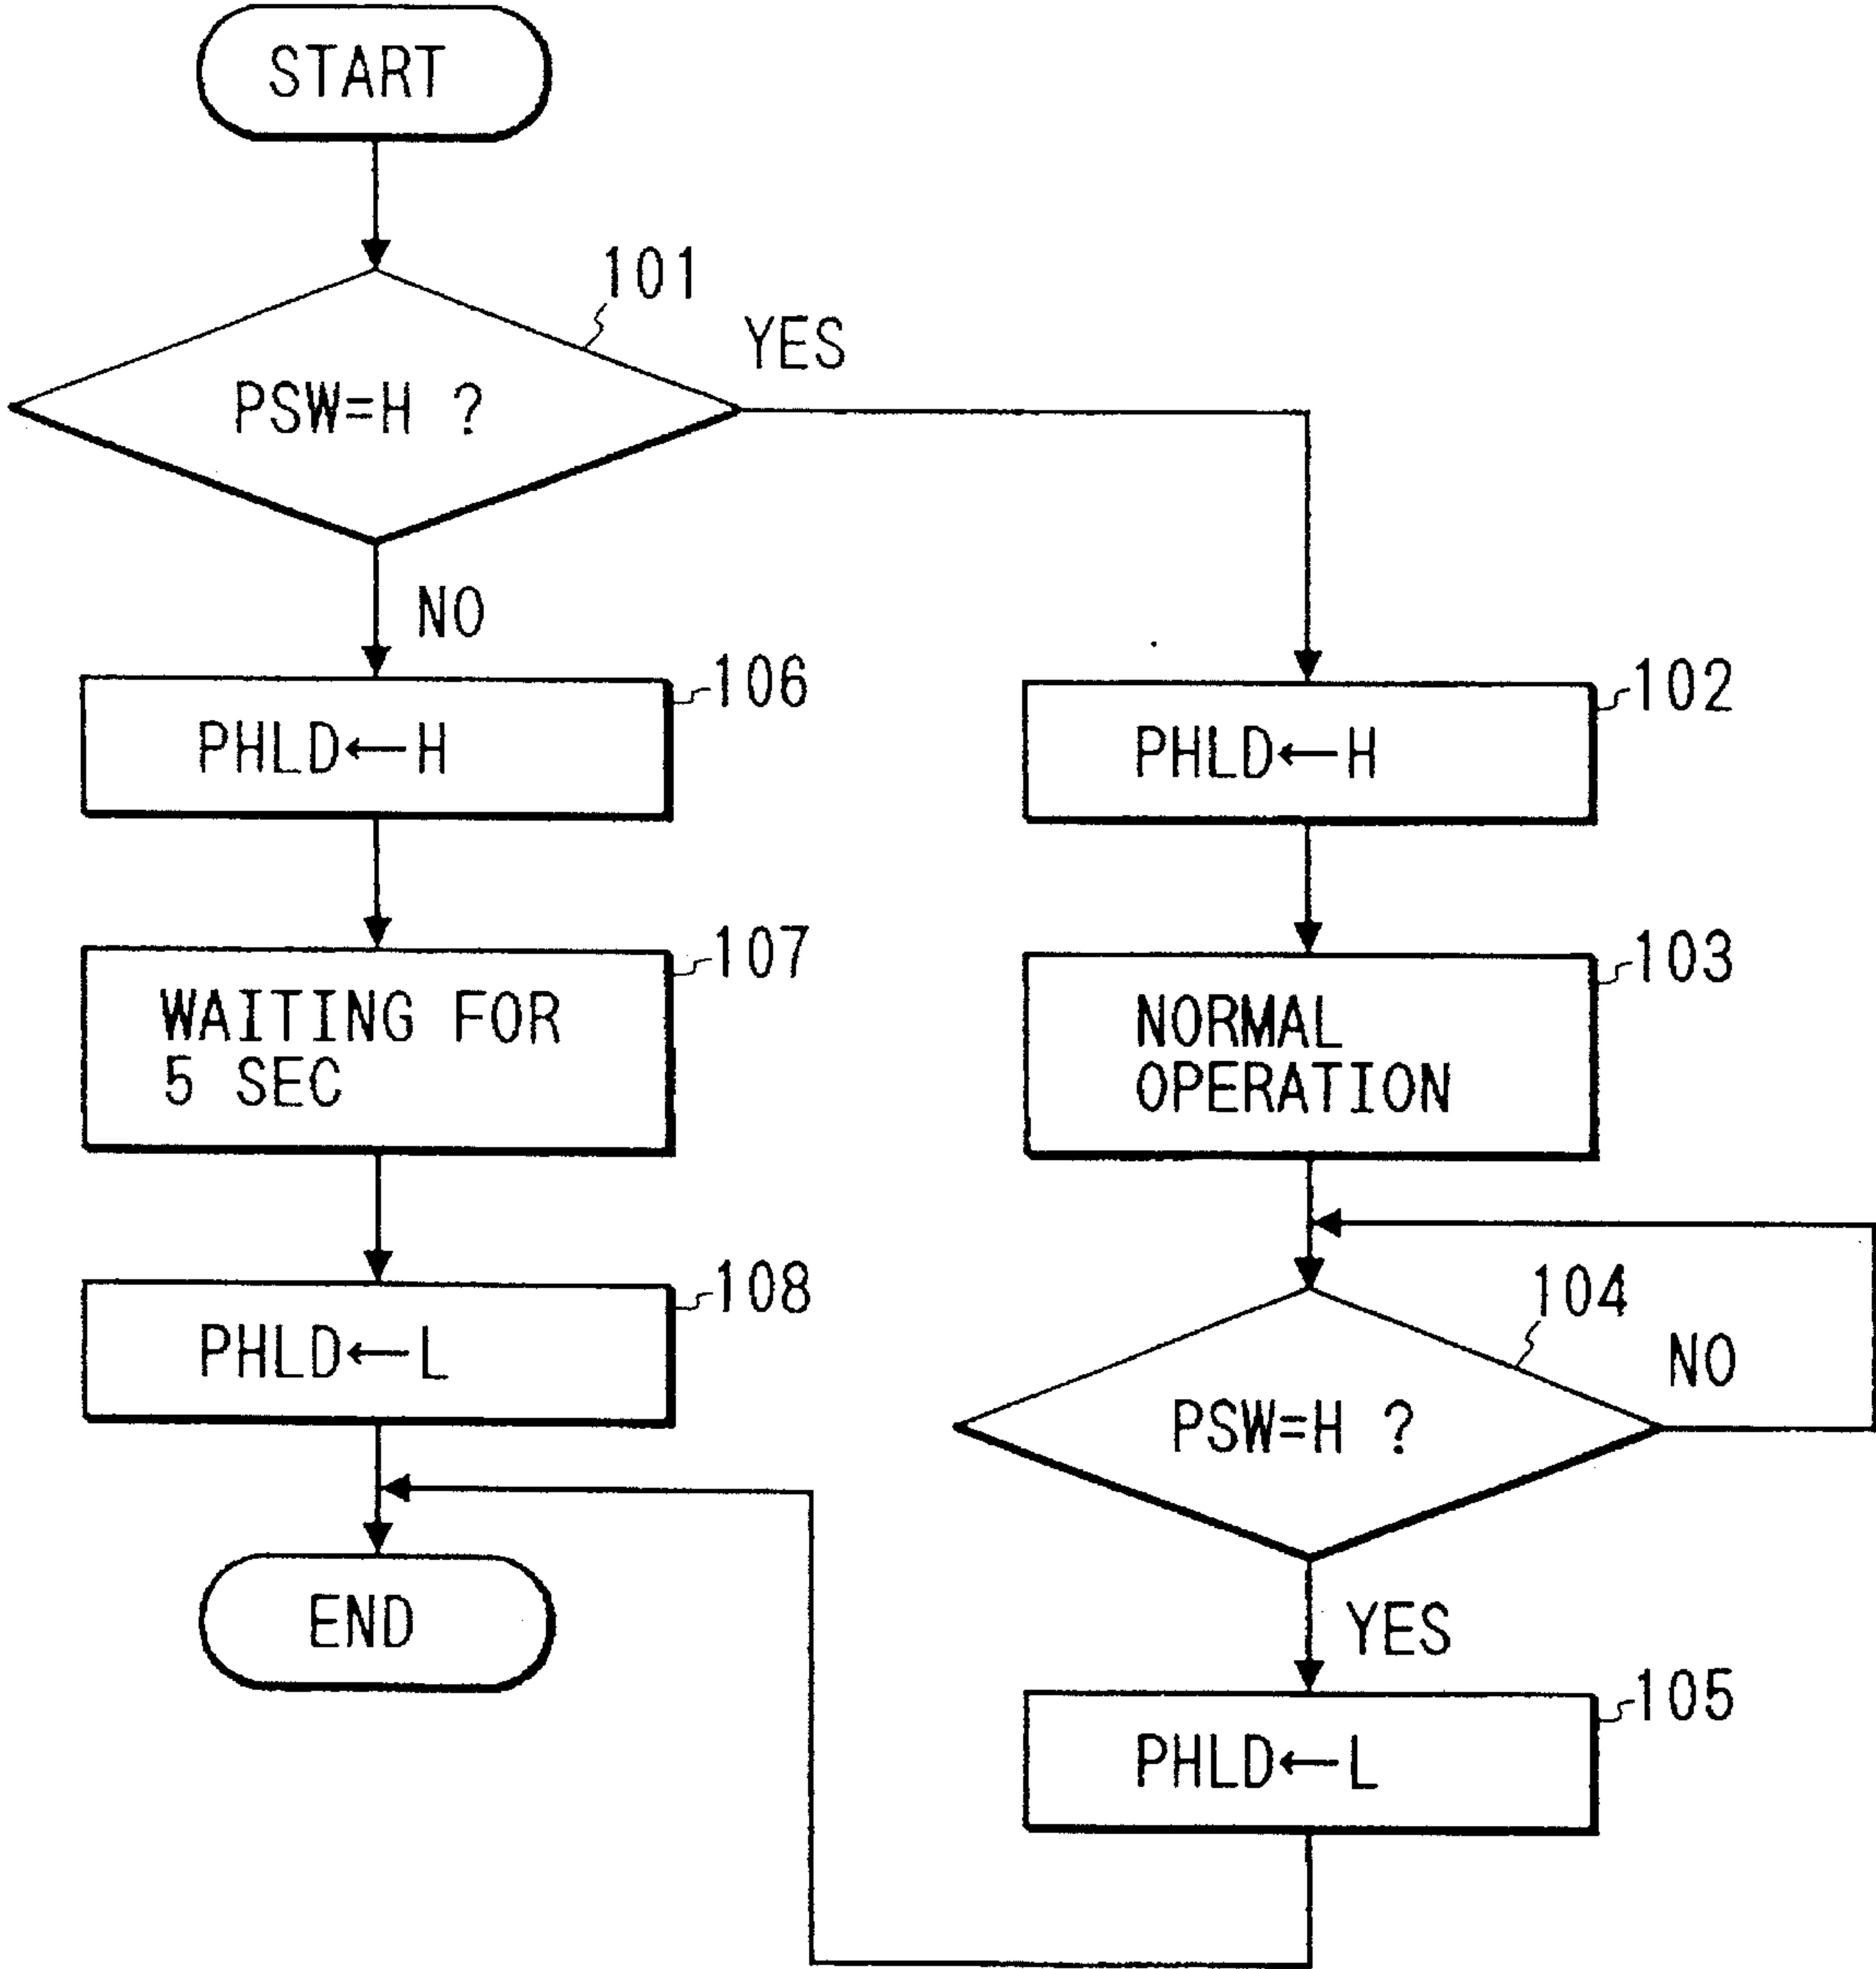 START
101
PSW=H ?
YES
NO
106
PHLD←H
107
WAITING FOR
5 SEC
108
PHLD←L
END
102
PHLD←H
103
NORMAL
OPERATION
104
PSW=H ?
NO
YES
105
PHLD←L